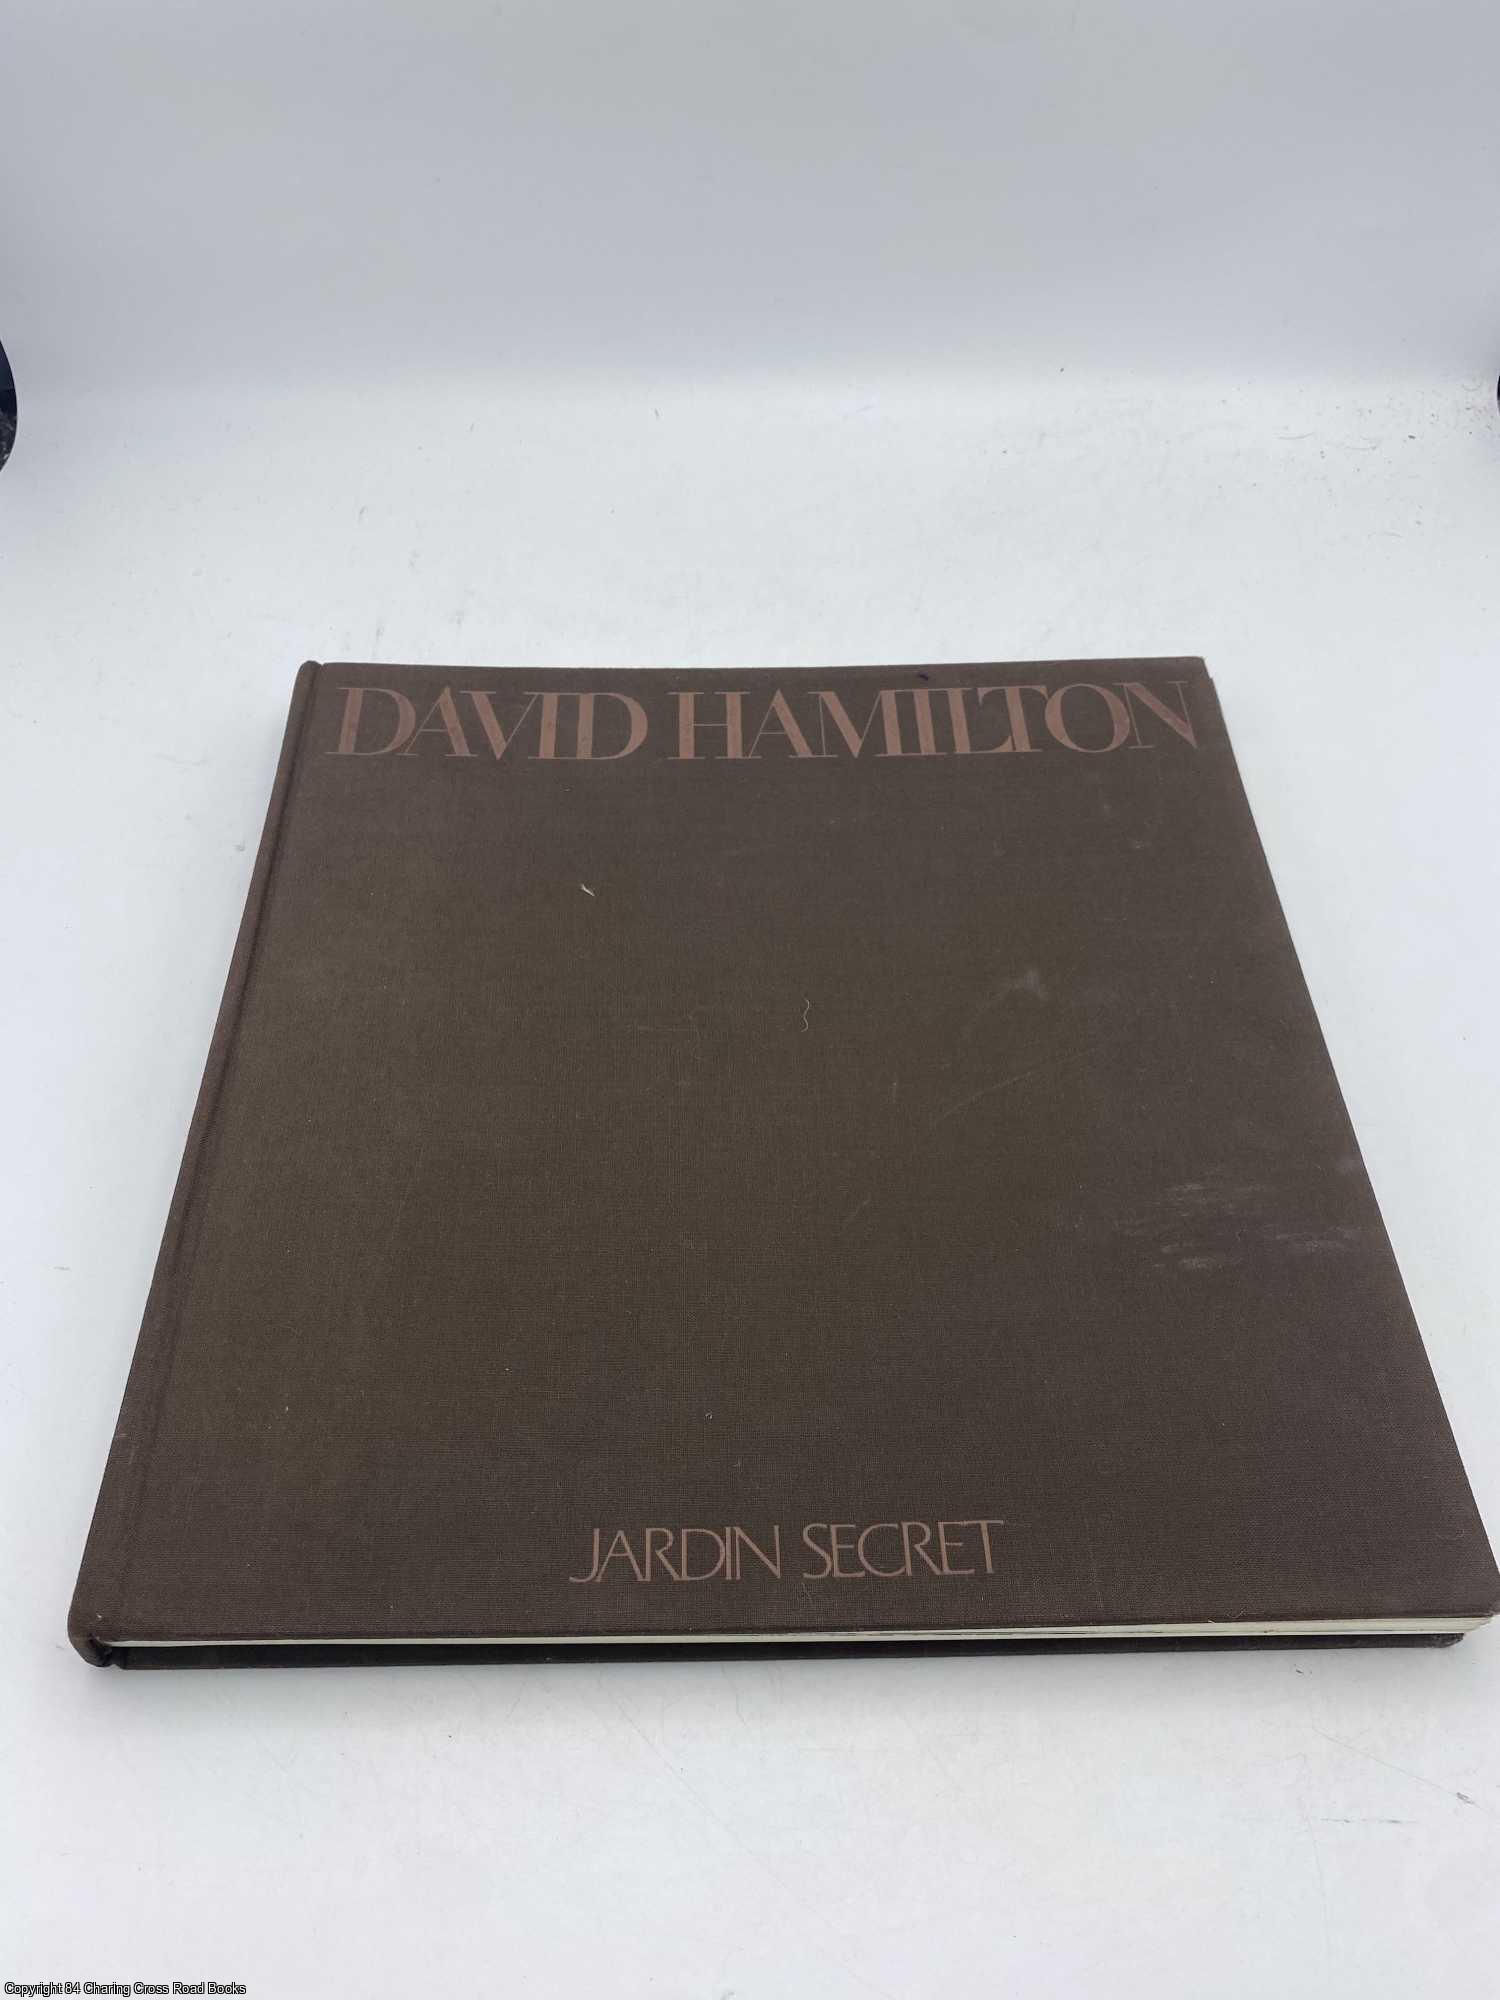 DAVID HAMILTON
JARDIN SECRET
Copyright 84 Charing Cross Road Books